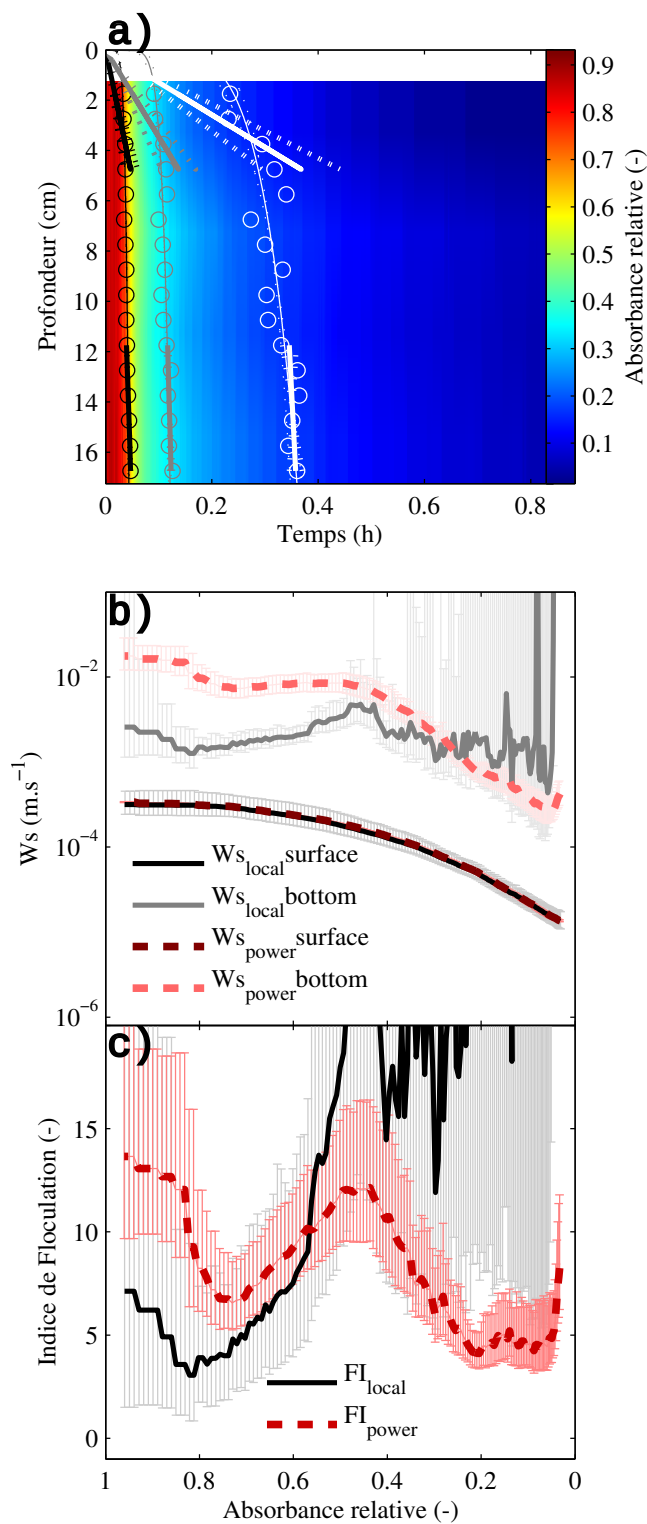 a)
0
2
4
6
8
10
12
14
16
Profondeur (cm)
0
0.2
0.4
0.6
0.8
Temps (h)
0.9
0.8
0.7
0.6
0.5
0.4
0.3
0.2
0.1
Absorbance relative (-)
b)
10^-2
10^-4
10^-6
Ws (m.s^-1)
Ws_local surface
Ws_local bottom
Ws_power surface
Ws_power bottom
c)
15
10
5
0
Indice de Floculation (-)
FI_local
FI_power
1
0.8
0.6
0.4
0.2
0
Absorbance relative (-)